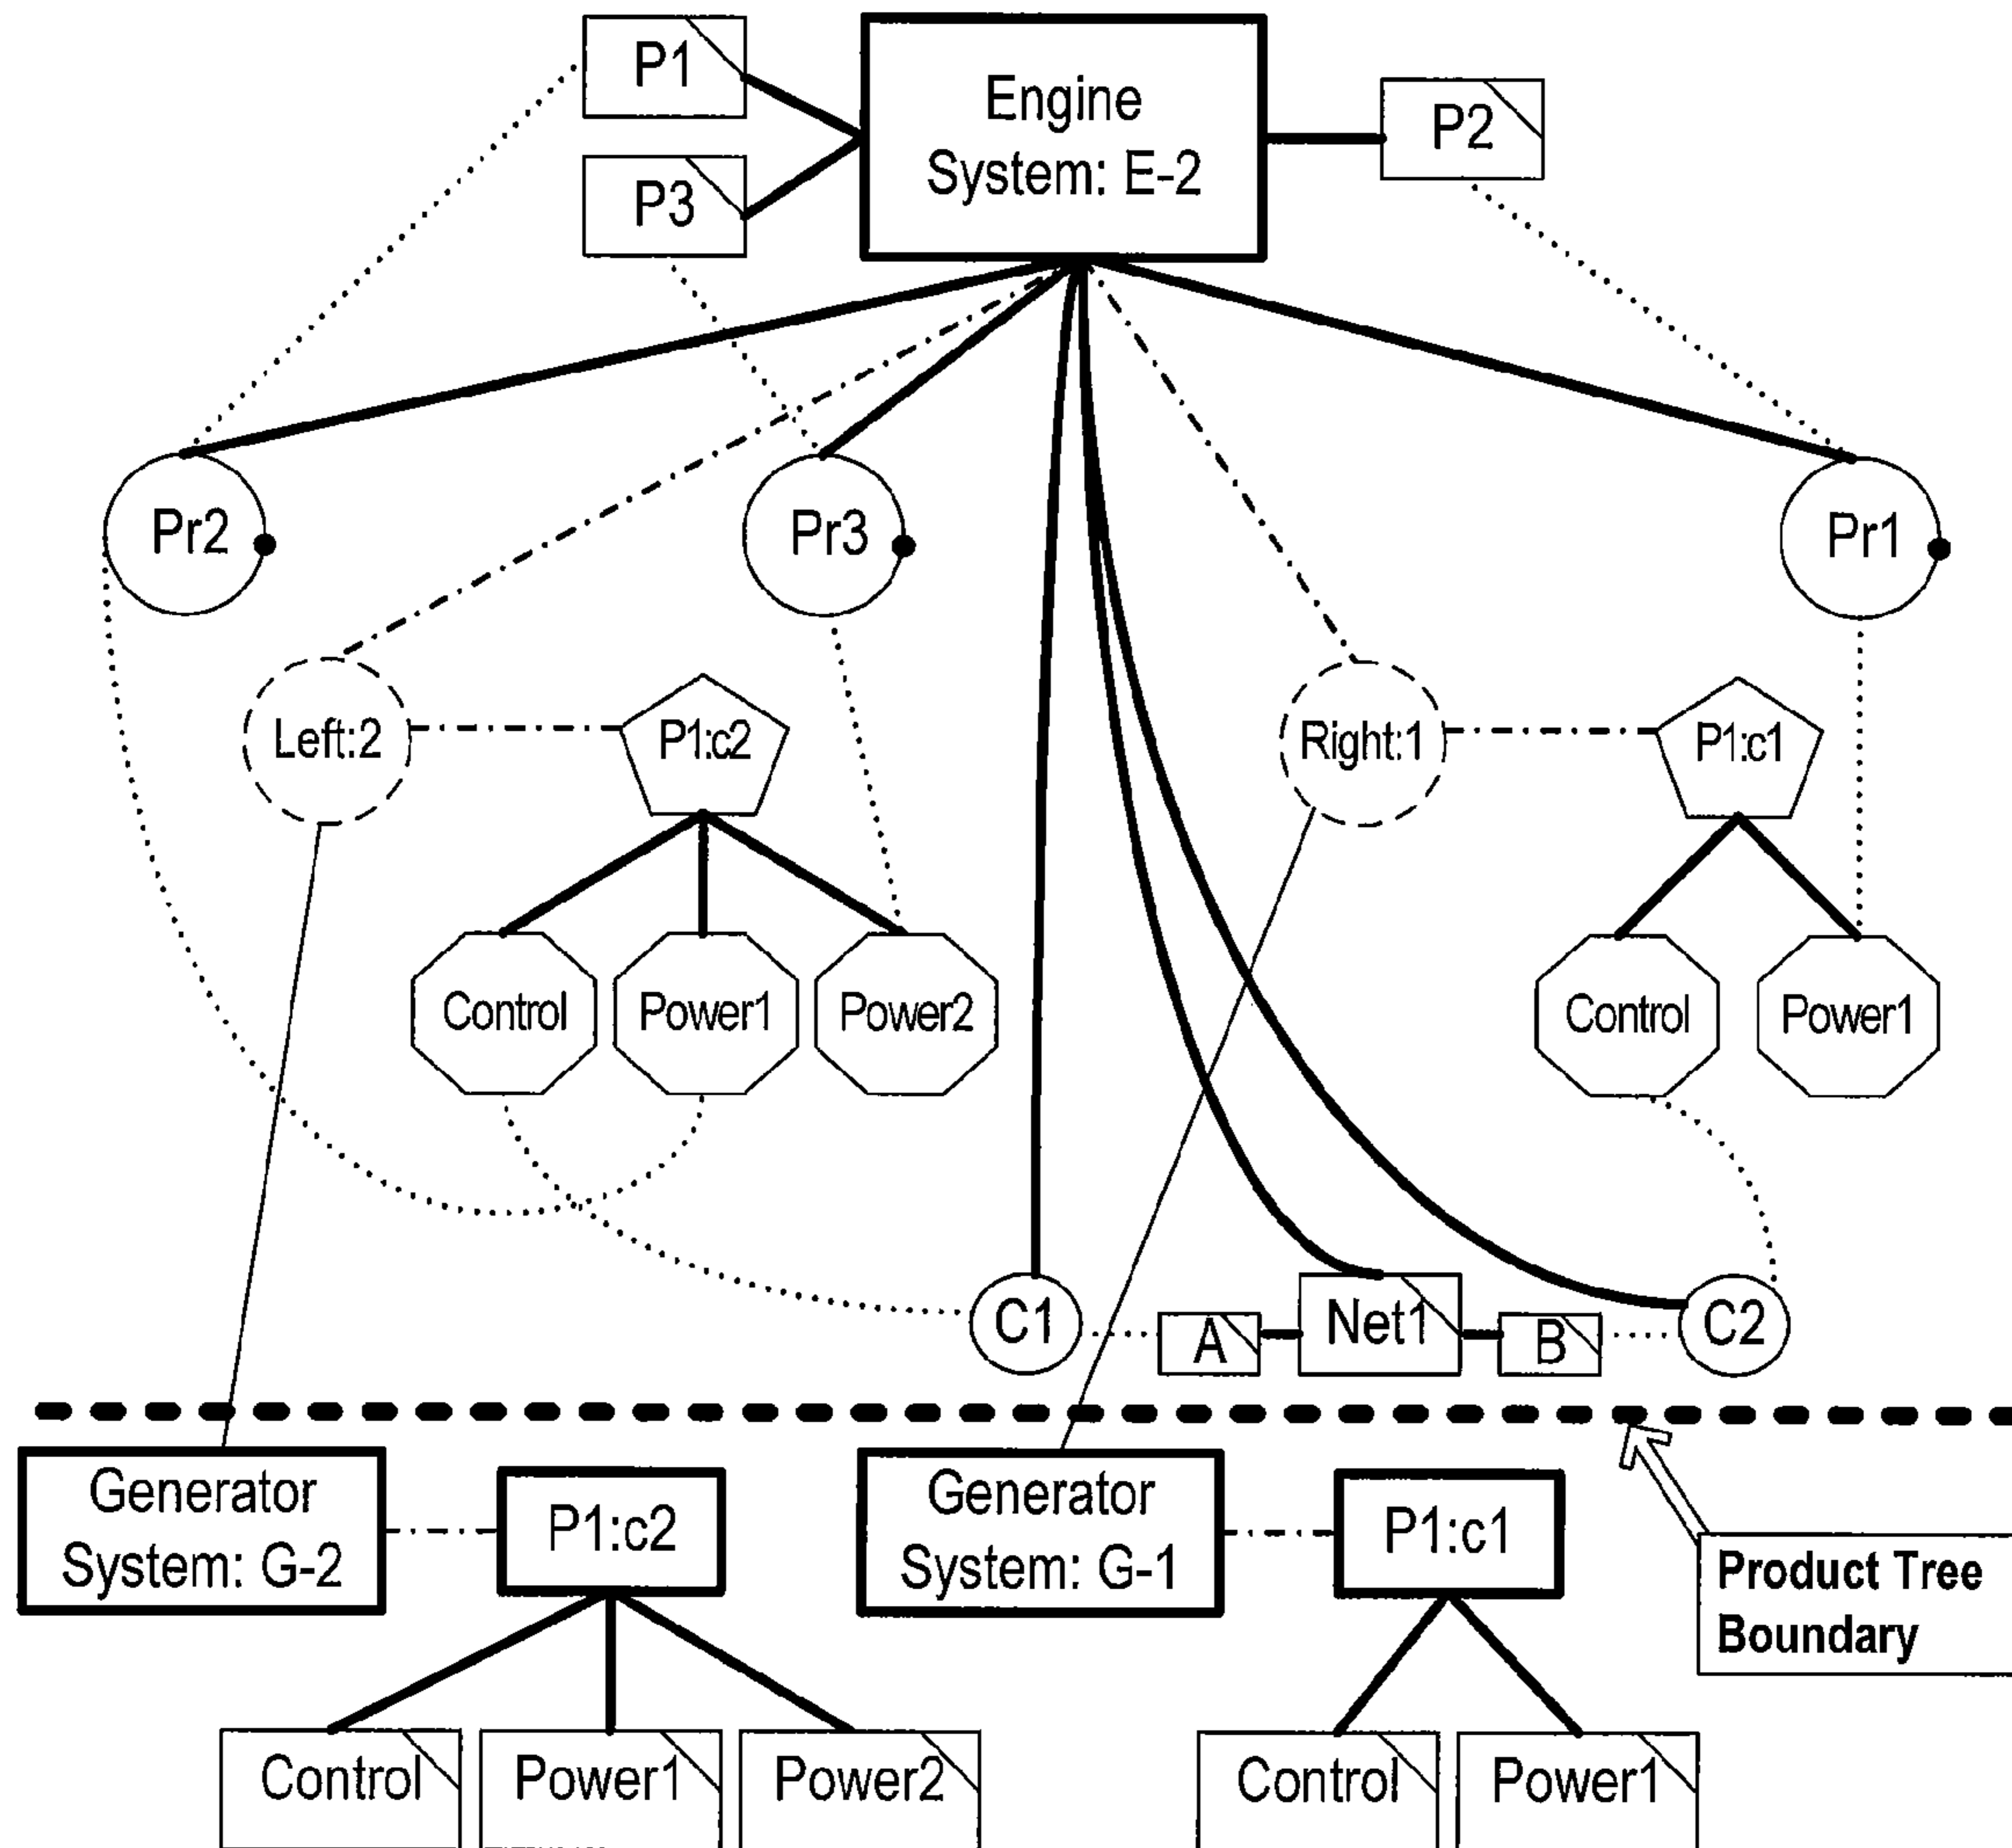 P1
Engine
System: E-2
P2
P3
Pr2
Pr3
Pr1
Left:2
P1:c2
Right:1
P1:c1
Control
Power1
Power2
Control
Power1
C1
A
Net1
B
C2
Generator
System: G-2
P1:c2
Generator
System: G-1
P1:c1
Product Tree
Boundary
Control
Power1
Power2
Control
Power1